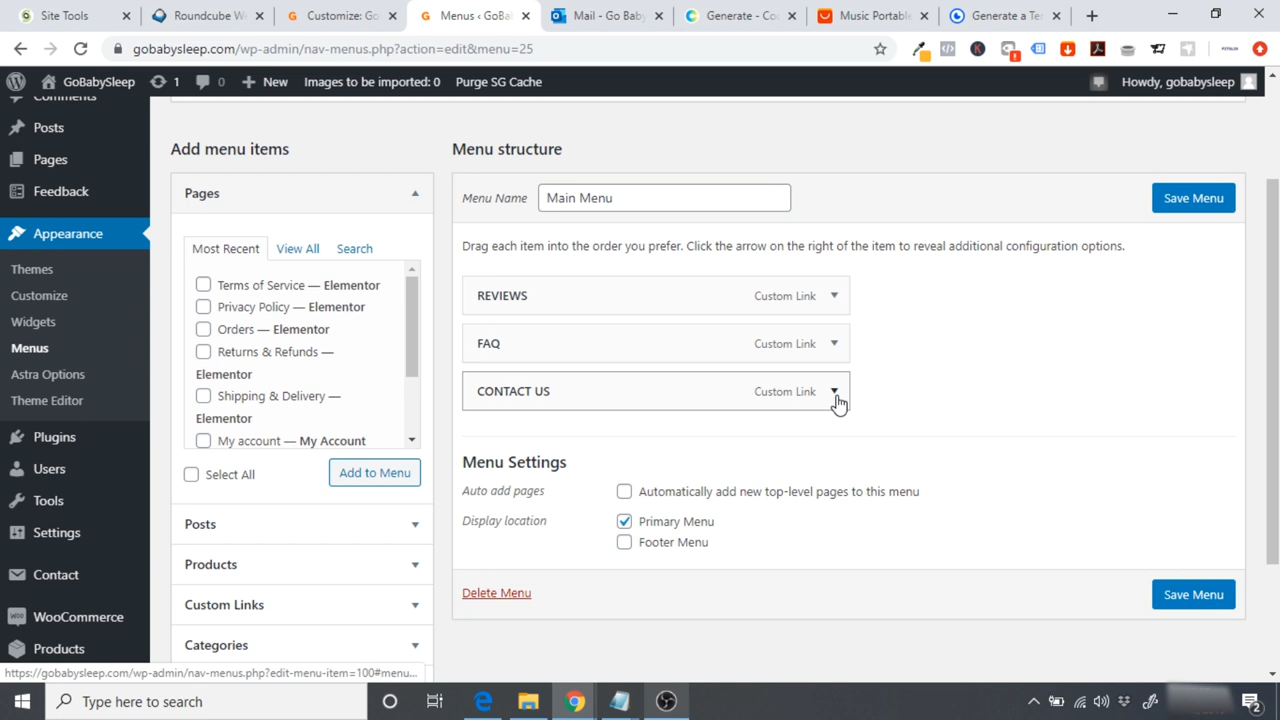 Site Tools
Roundcube W
Customize: Go
Menus ‹ GoBab
Mail - Go Baby
Generate - Coo
Music Portable
Generate a Te
gobabysleep.com/wp-admin/nav-menus.php?action=edit&menu=25
GoBabySleep
1
0
New
Images to be imported: 0
Purge SG Cache
Howdy, gobabysleep
Comments
Posts
Pages
Feedback
Appearance
Themes
Customize
Widgets
Menus
Astra Options
Theme Editor
Plugins
Users
Tools
Settings
Contact
WooCommerce
Products
Add menu items
Pages
Most Recent
View All
Search
Terms of Service — Elementor
Privacy Policy — Elementor
Orders — Elementor
Returns & Refunds —
Elementor
Shipping & Delivery —
Elementor
My account — My Account
Select All
Add to Menu
Posts
Products
Custom Links
Categories
Menu structure
Menu Name
Main Menu
Save Menu
Drag each item into the order you prefer. Click the arrow on the right of the item to reveal additional configuration options.
REVIEWS
Custom Link
FAQ
Custom Link
CONTACT US
Custom Link
Menu Settings
Auto add pages
Automatically add new top-level pages to this menu
Display location
Primary Menu
Footer Menu
Delete Menu
Save Menu
https://gobabysleep.com/wp-admin/nav-menus.php?edit-menu-item=100#menu...
Type here to search
2